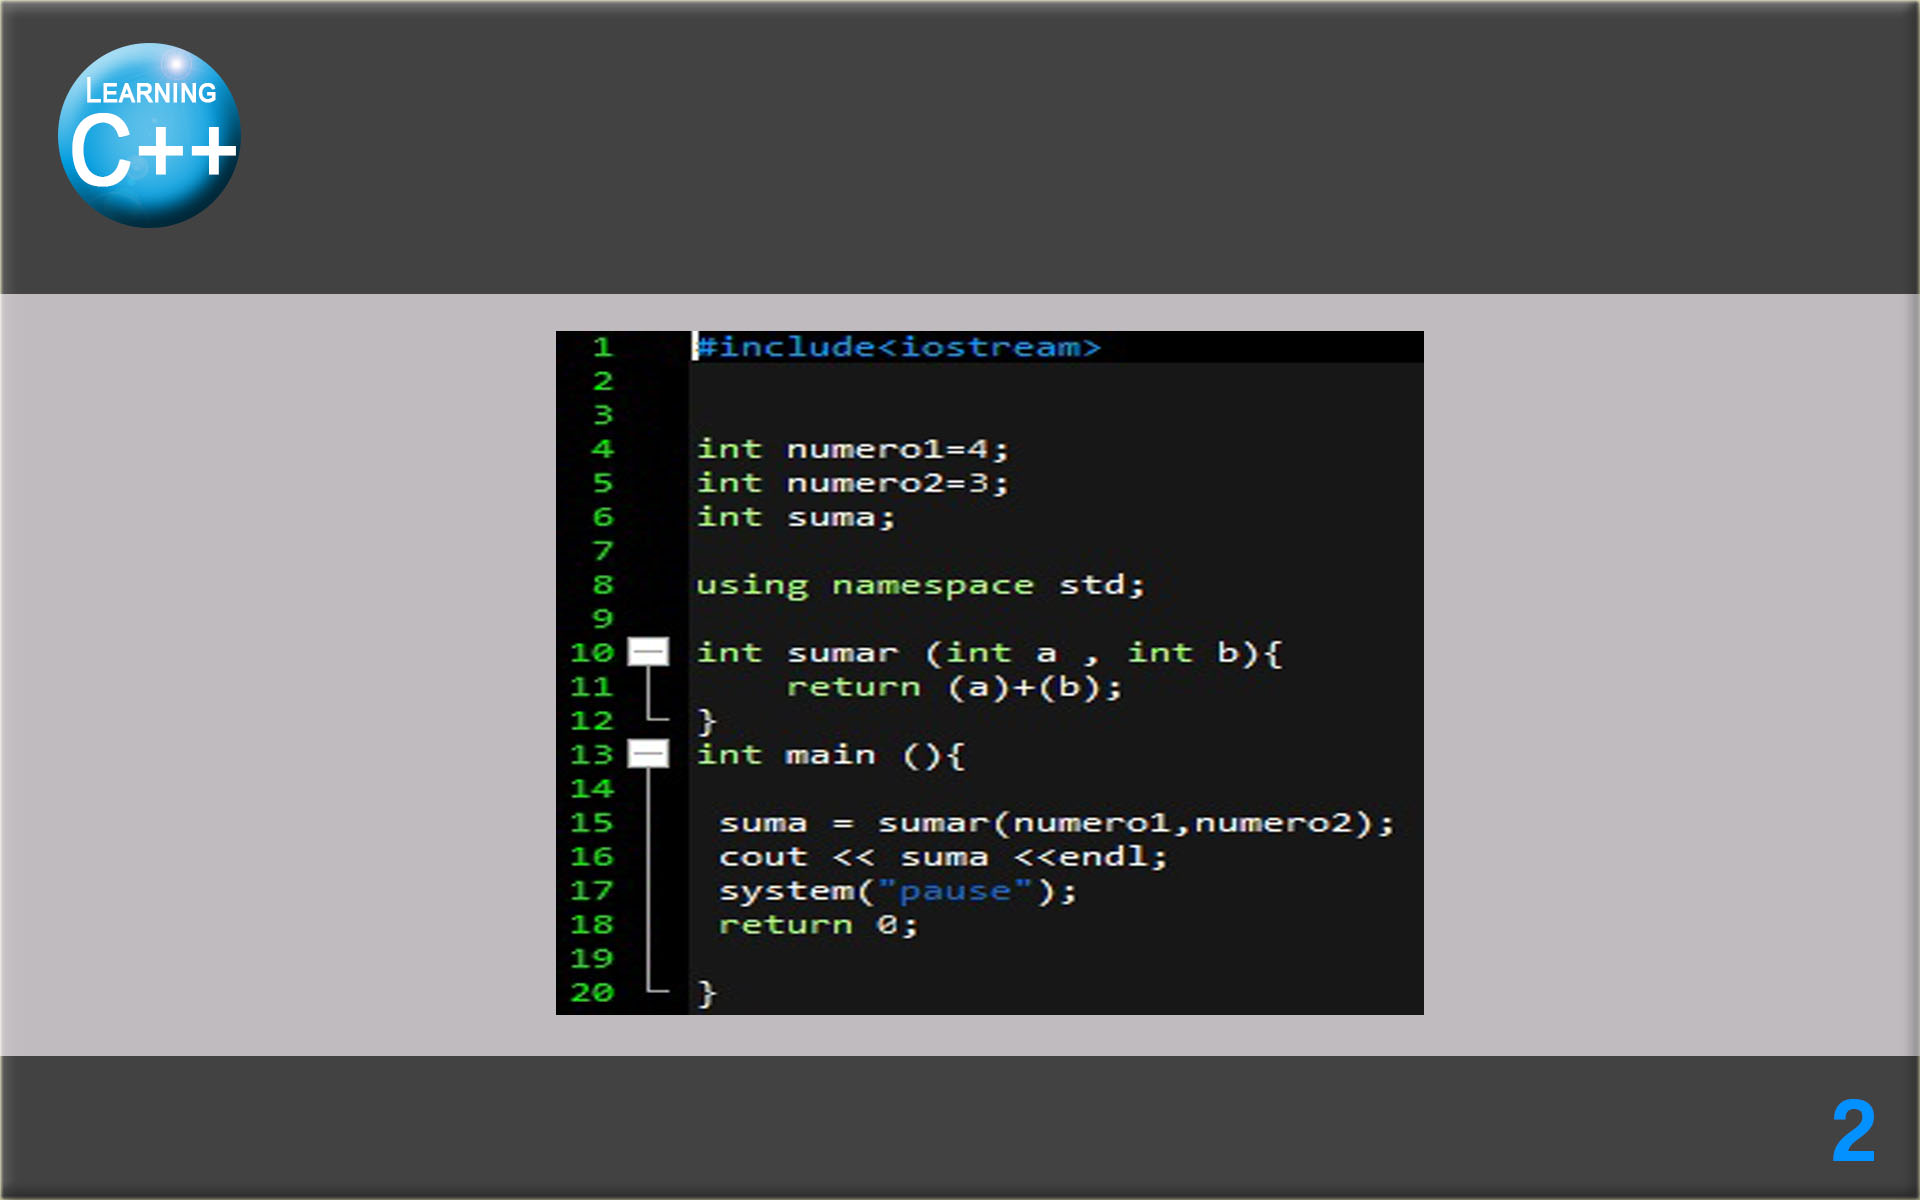 LEARNING
C++
1 #include<iostream>
2
3
4 int numero1=4;
5 int numero2=3;
6 int suma;
7
8 using namespace std;
9
10 int sumar (int a , int b){
11     return (a)+(b);
12 }
13 int main (){
14
15  suma = sumar(numero1,numero2);
16  cout << suma <<endl;
17  system("pause");
18  return 0;
19
20 }
2